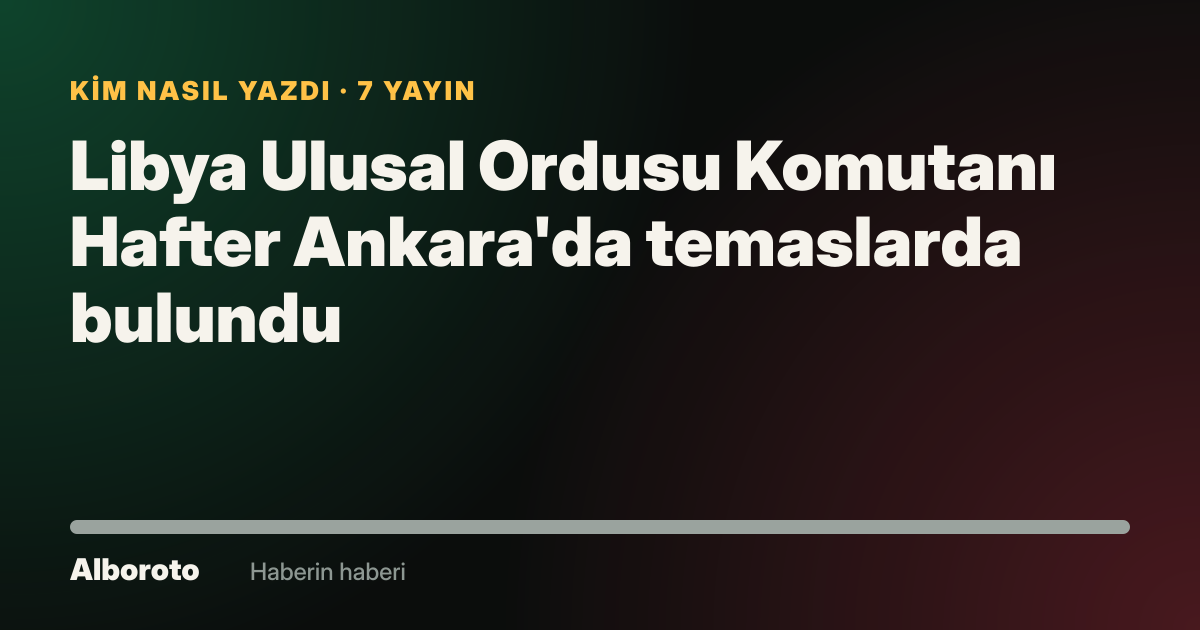 KİM NASIL YAZDI · 7 YAYIN
Libya Ulusal Ordusu Komutanı
Hafter Ankara'da temaslarda
bulundu
Alboroto
Haberin haberi